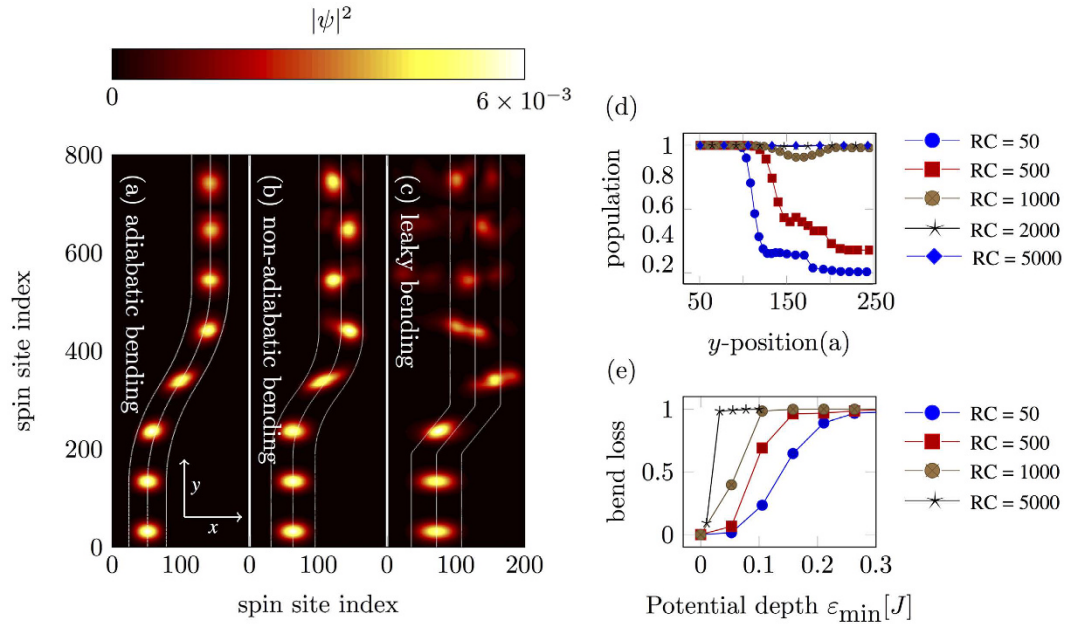 |ψ|²
0
6 × 10⁻³
spin site index
800
600
400
200
0
(a) adiabatic bending
(b) non-adiabatic bending
(c) leaky bending
y
x
0 100 0 100 0 100 200
spin site index
(d)
population
1
0.8
0.6
0.4
0.2
50 150 250
y-position(a)
RC = 50
RC = 500
RC = 1000
RC = 2000
RC = 5000
(e)
bend loss
1
0.5
0
0 0.1 0.2 0.3
Potential depth εmin[J]
RC = 50
RC = 500
RC = 1000
RC = 5000